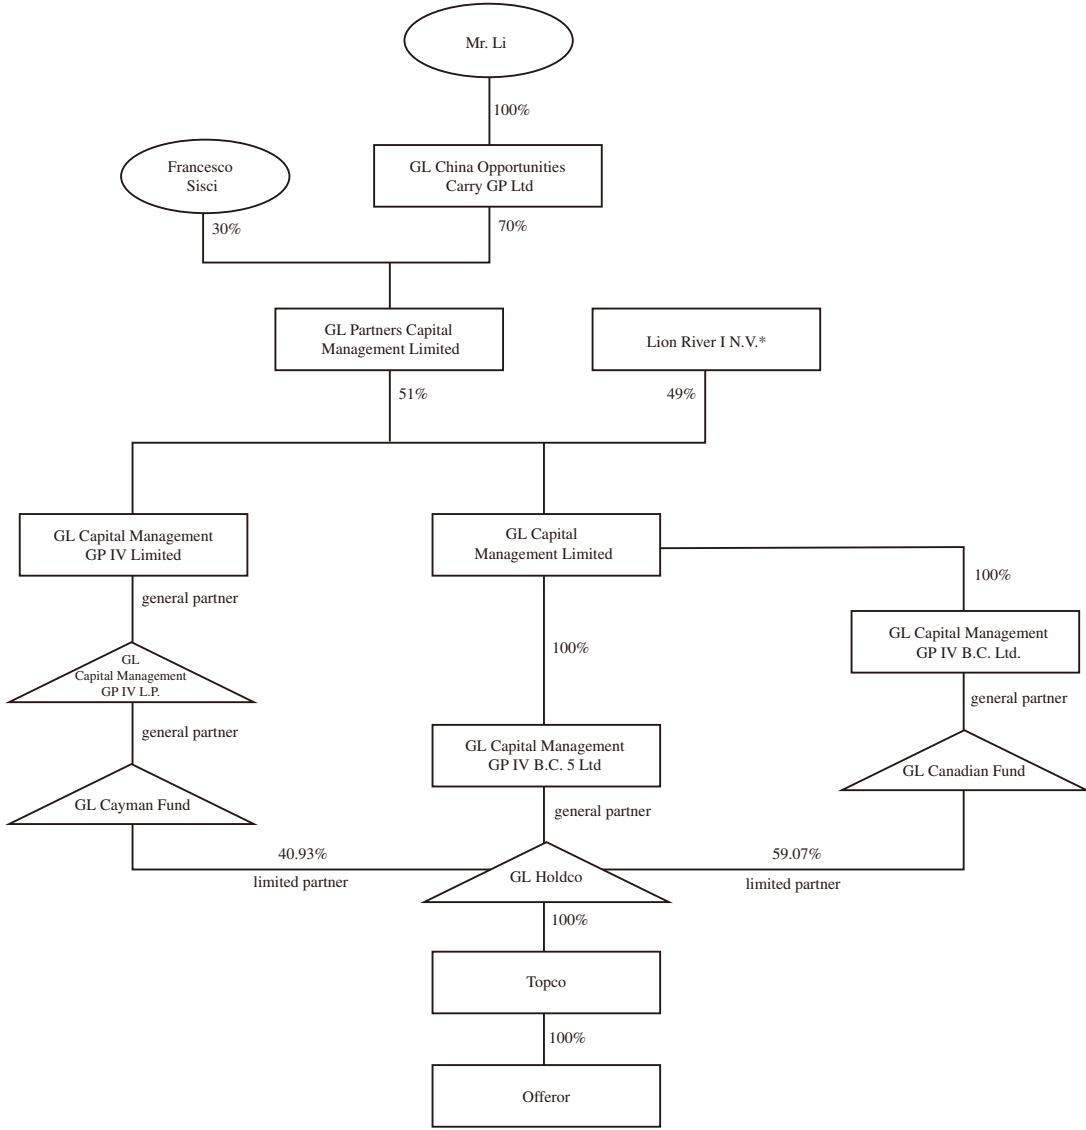 Mr. Li
100%
Francesco
Sisci
GL China Opportunities
Carry GP Ltd
30%
70%
GL Partners Capital
Management Limited
Lion River I N.V.*
51%
49%
GL Capital Management
GP IV Limited
GL Capital
Management Limited
100%
general partner
GL Capital Management
GP IV B.C. Ltd.
100%
GL
Capital Management
GP IV L.P.
general partner
general partner
GL Capital Management
GP IV B.C. 5 Ltd
GL Canadian Fund
GL Cayman Fund
general partner
40.93%
limited partner
59.07%
limited partner
GL Holdco
100%
Topco
100%
Offeror